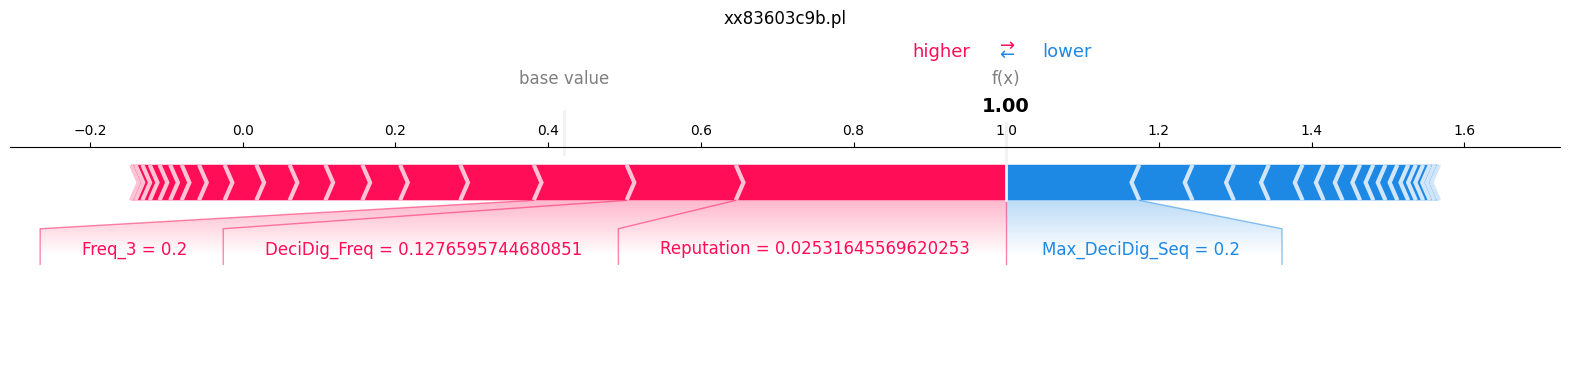 xx83603c9b.pl
higher ⇄ lower
base value f(x)
1.00
−0.2 0.0 0.2 0.4 0.6 0.8 1.0 1.2 1.4 1.6
Freq_3 = 0.2 DeciDig_Freq = 0.1276595744680851 Reputation = 0.02531645569620253 Max_DeciDig_Seq = 0.2